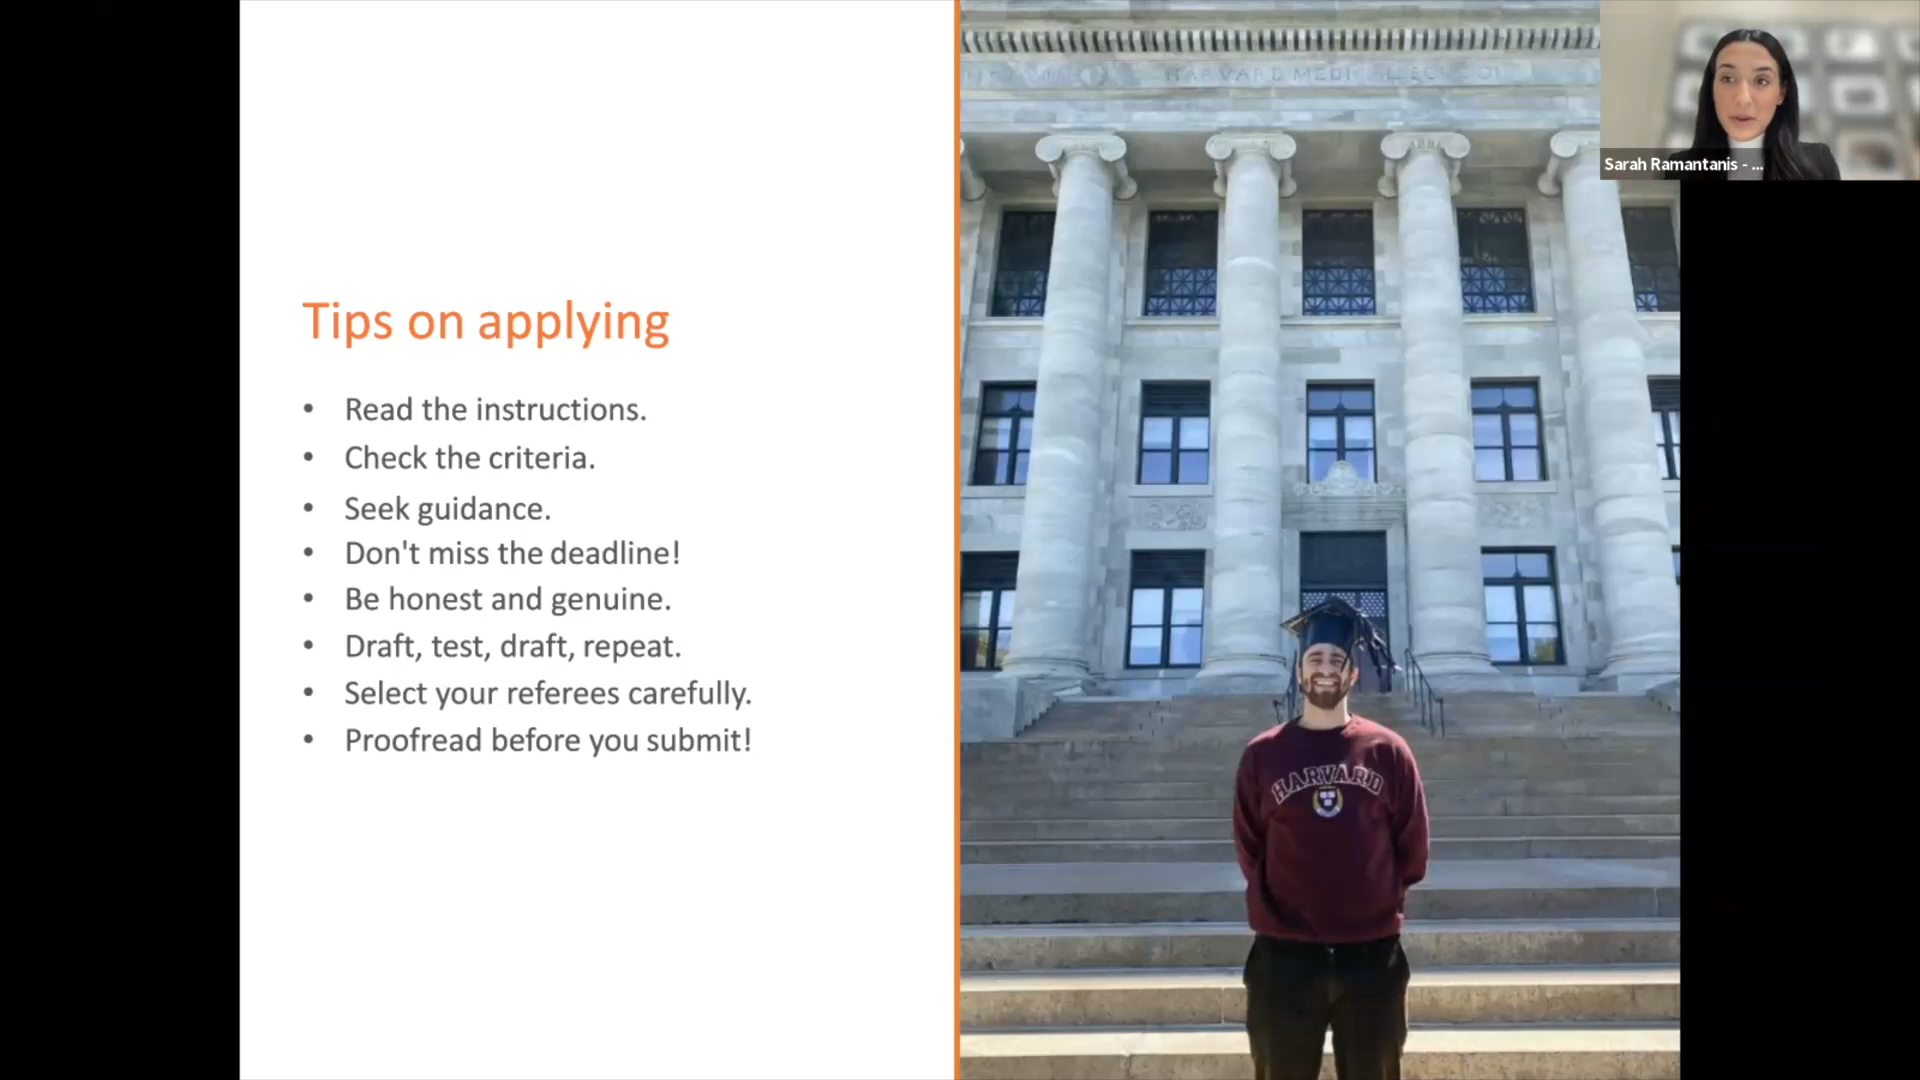 Tips on applying
• Read the instructions.
• Check the criteria.
• Seek guidance.
• Don't miss the deadline!
• Be honest and genuine.
• Draft, test, draft, repeat.
• Select your referees carefully.
• Proofread before you submit!
HARVARD MEDICAL SCHOOL
HARVARD
Sarah Ramantanis - ...